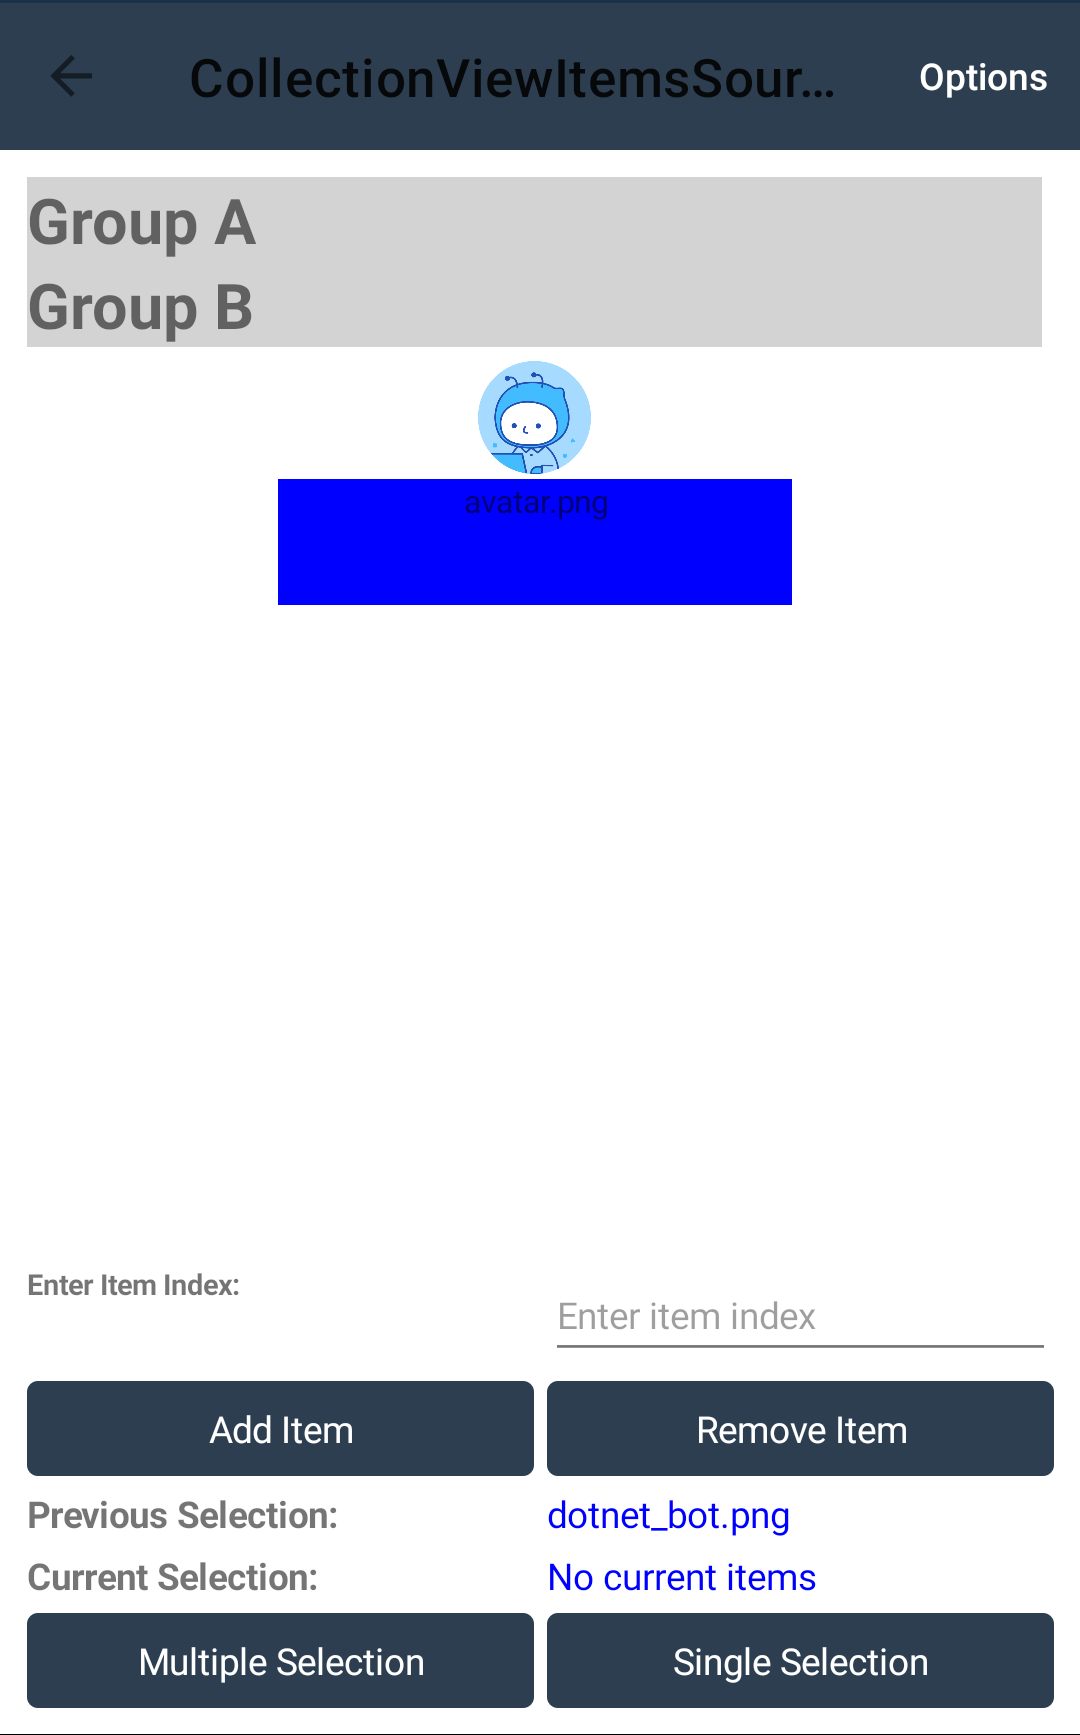 CollectionViewItemsSour...
Options
Group A
Group B
avatar.png
Enter Item Index:
Enter item index
Add Item
Remove Item
Previous Selection:
dotnet_bot.png
Current Selection:
No current items
Multiple Selection
Single Selection